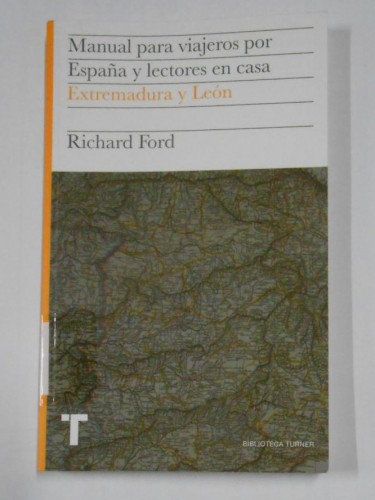 Manual para viajeros por
España y lectores en casa
Extremadura y León
Richard Ford
T
BIBLIOTECA TURNER